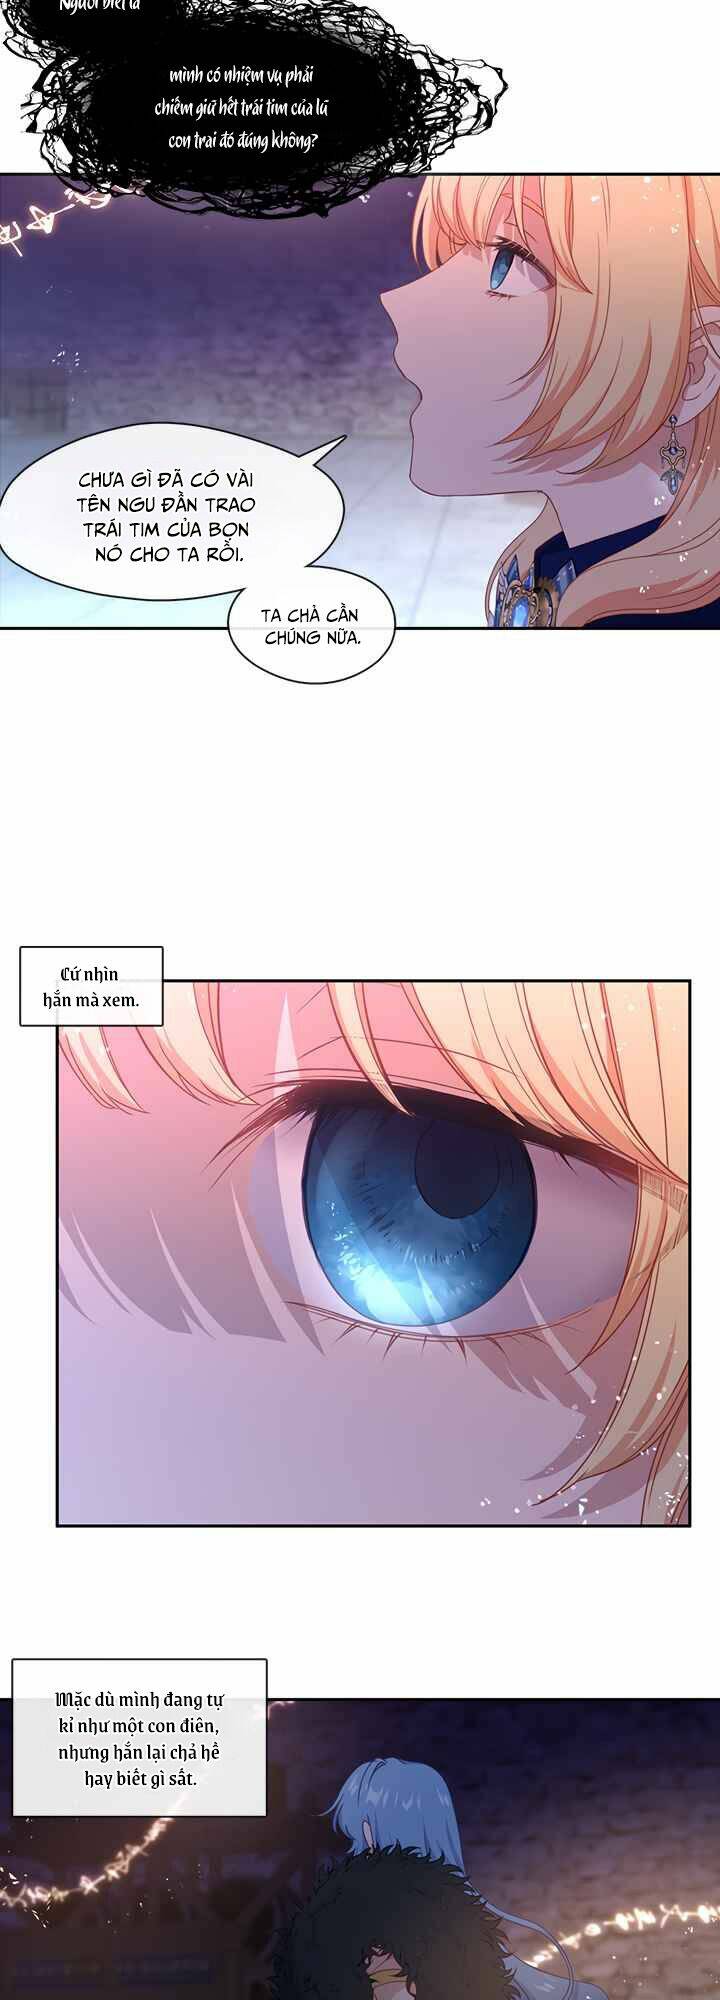 Ngươi biết là
mình có nhiệm vụ phải
chiếm giữ hết trái tim của lũ
con trai đó đúng không?
CHƯA GÌ ĐÃ CÓ VÀI
TÊN NGU ĐẦN TRAO
TRÁI TIM CỦA BỌN
NÓ CHO TA RỒI.
TA CHẢ CẦN
CHÚNG NỮA.
Cứ nhìn
hắn mà xem.
Mặc dù mình đang tự
kỉ như một con điên,
nhưng hắn lại chả hề
hay biết gì sất.